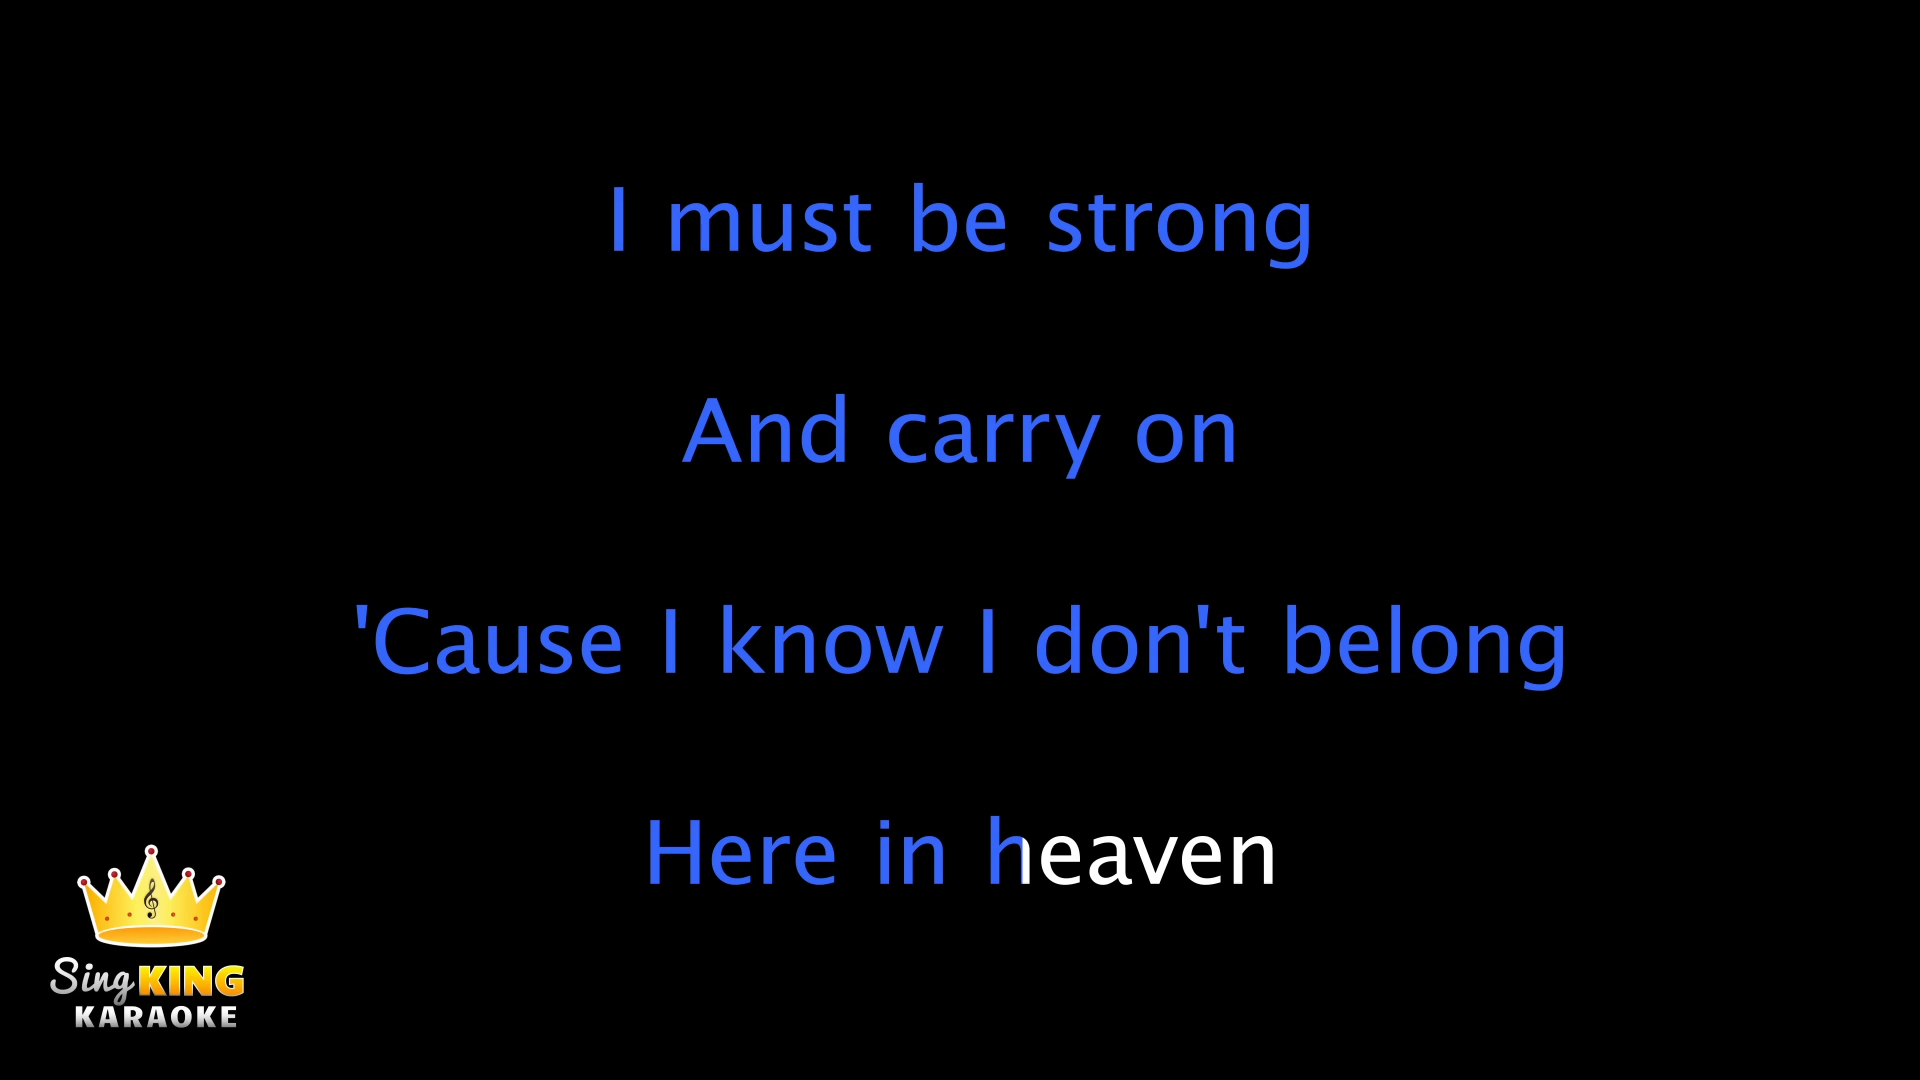 I must be strong
And carry on
'Cause I know I don't belong
Here in heaven
Sing KING
KARAOKE